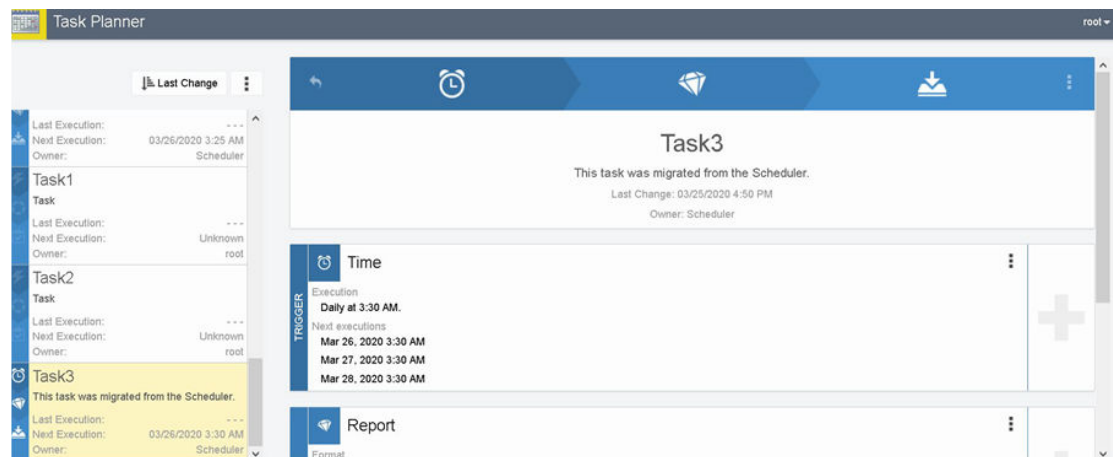 Task Planner
root
Last Change
Last Execution: - - -
Next Execution: 03/26/2020 3:25 AM
Owner: Scheduler
Task1
Task
Last Execution: - - -
Next Execution: Unknown
Owner: root
Task2
Task
Last Execution: - - -
Next Execution: Unknown
Owner: root
Task3
This task was migrated from the Scheduler.
Last Execution: - - -
Next Execution: 03/26/2020 3:30 AM
Owner: Scheduler
Task3
This task was migrated from the Scheduler.
Last Change: 03/25/2020 4:50 PM
Owner: Scheduler
TRIGGER
Time
Execution
Daily at 3:30 AM.
Next executions
Mar 26, 2020 3:30 AM
Mar 27, 2020 3:30 AM
Mar 28, 2020 3:30 AM
Report
Format